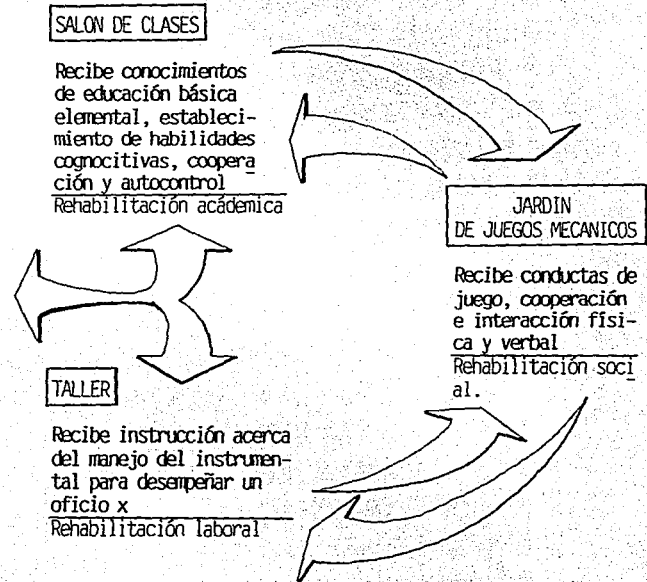 SALON DE CLASES
Recibe conocimientos
de educación básica
elemental, estableci-
miento de habilidades
cognocitivas, coopera
ción y autocontrol
Rehabilitación acádemica
JARDIN
DE JUEGOS MECANICOS
Recibe conductas de
juego, cooperación
e interacción físi-
ca y verbal
Rehabilitación soci
al.
TALLER
Recibe instrucción acerca
del manejo del instrumen-
tal para desempeñar un
oficio x
Rehabilitación laboral